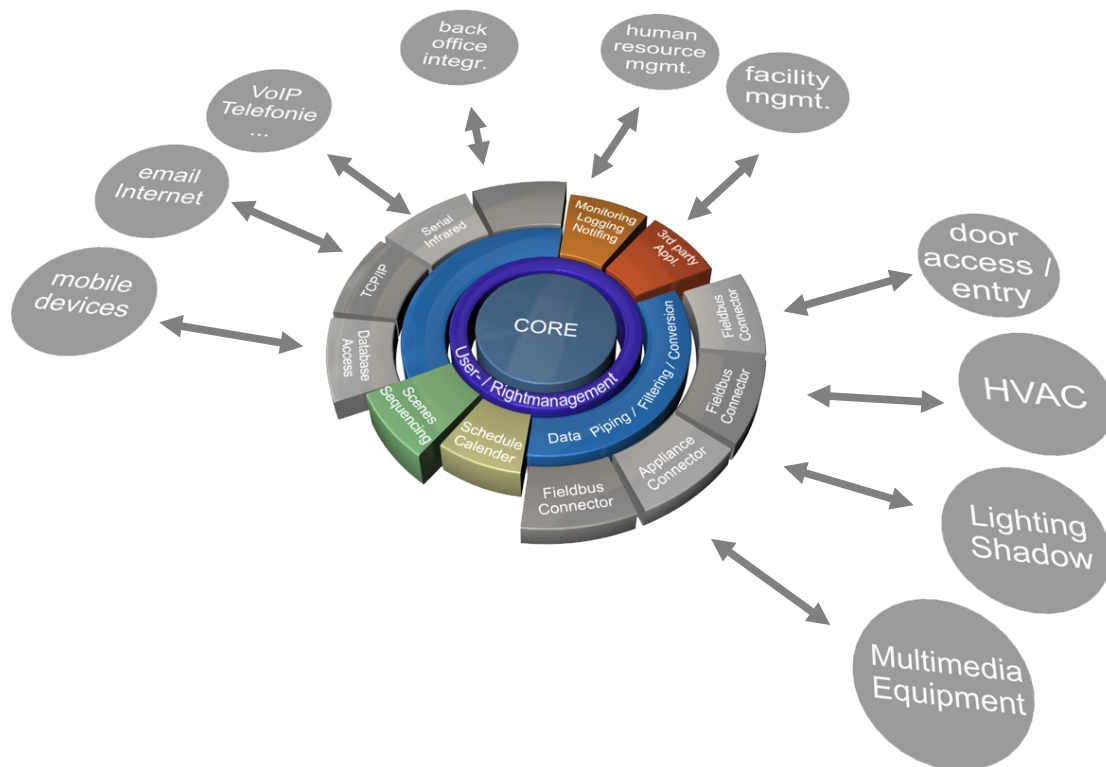 back
office
integr.
human
resource
mgmt.
facility
mgmt.
VoIP
Telefonie
...
email
Internet
mobile
devices
door
access /
entry
HVAC
Lighting
Shadow
Multimedia
Equipment
Monitoring
Logging
Notifing
3rd party
Appl.
Serial
Infrared
TCP/IP
Database
Access
Scenes
Sequencing
Schedule
Calender
Fieldbus
Connector
Appliance
Connector
Fieldbus
Connector
Fieldbus
Connector
Data Piping / Filtering / Conversion
User- / Rightmanagement
CORE